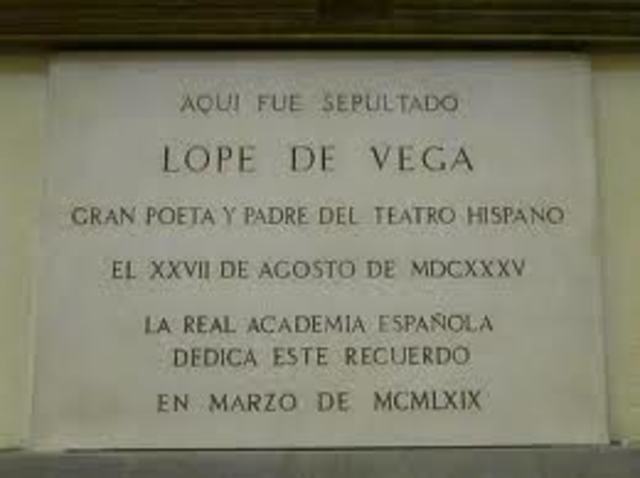 AQUI FUE SEPULTADO
LOPE DE VEGA
GRAN POETA Y PADRE DEL TEATRO HISPANO
EL XXVII DE AGOSTO DE MDCXXXV
LA REAL ACADEMIA ESPAÑOLA
DEDICA ESTE RECUERDO
EN MARZO DE MCMLXIX